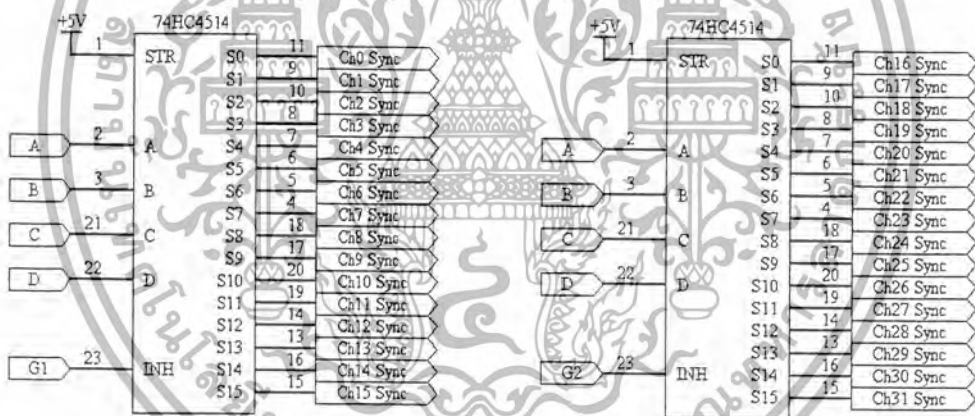 +5V 74HC4514
1 STR S0 11 Ch0 Sync
S1 9 Ch1 Sync
S2 10 Ch2 Sync
S3 8 Ch3 Sync
A 2 A S4 7 Ch4 Sync
S5 6 Ch5 Sync
B 3 B S6 5 Ch6 Sync
S7 4 Ch7 Sync
C 21 C S8 18 Ch8 Sync
S9 17 Ch9 Sync
D 22 D S10 20 Ch10 Sync
S11 19 Ch11 Sync
S12 14 Ch12 Sync
S13 13 Ch13 Sync
G1 23 INH S14 16 Ch14 Sync
S15 15 Ch15 Sync
+5V 74HC4514
1 STR S0 11 Ch16 Sync
S1 9 Ch17 Sync
S2 10 Ch18 Sync
S3 8 Ch19 Sync
A 2 A S4 7 Ch20 Sync
S5 6 Ch21 Sync
B 3 B S6 5 Ch22 Sync
S7 4 Ch23 Sync
C 21 C S8 18 Ch24 Sync
S9 17 Ch25 Sync
D 22 D S10 20 Ch26 Sync
S11 19 Ch27 Sync
S12 14 Ch28 Sync
S13 13 Ch29 Sync
G2 23 INH S14 16 Ch30 Sync
S15 15 Ch31 Sync